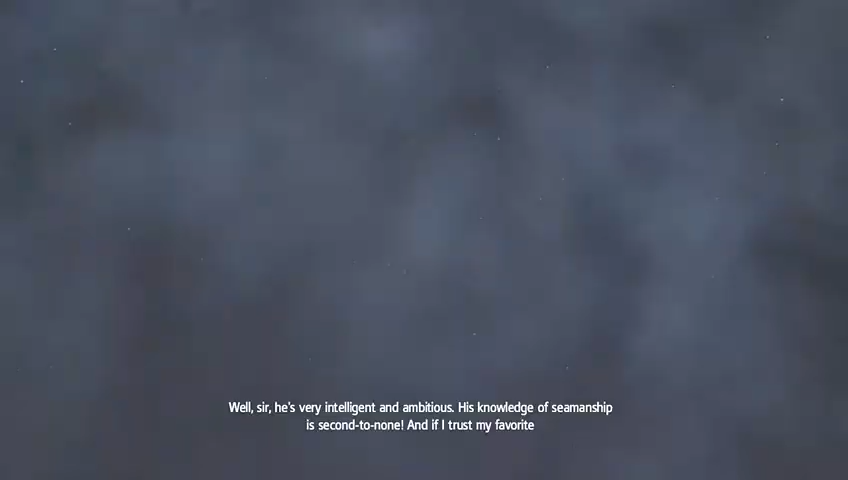 Well, sir, he's very intelligent and ambitious. His knowledge of seamanship
is second-to-none! And if I trust my favorite